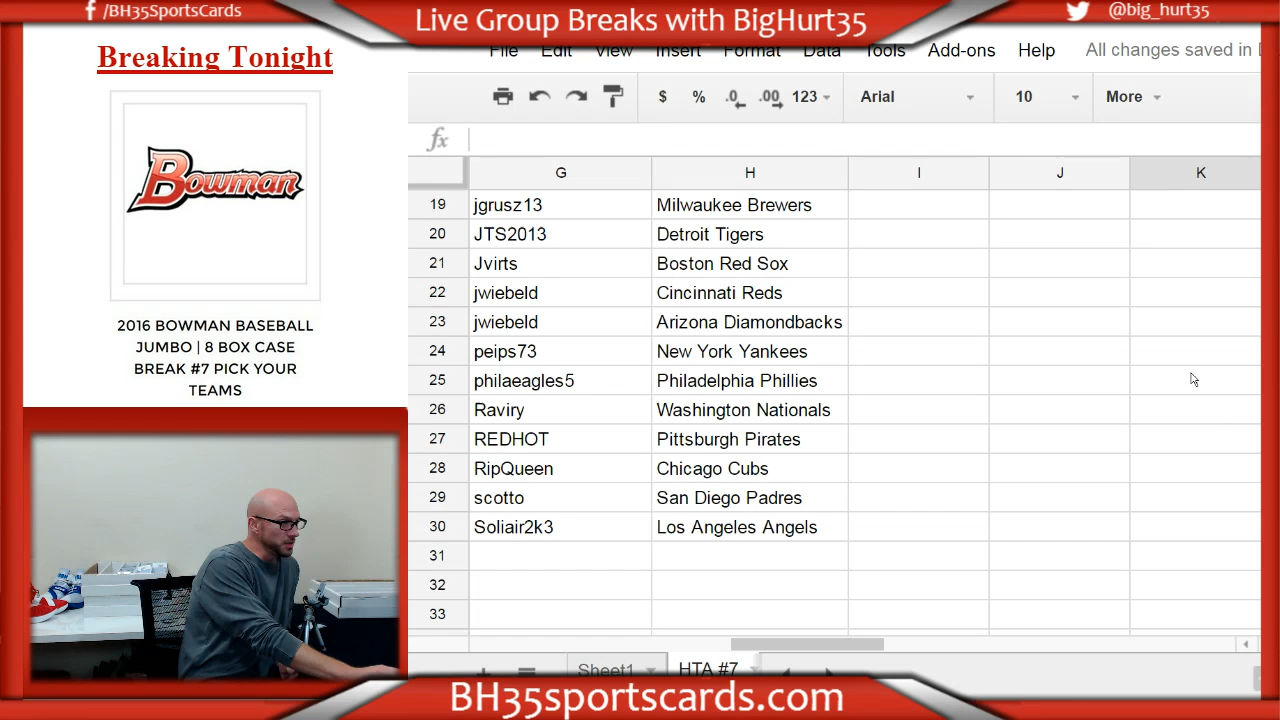 /BH35SportsCards
Live Group Breaks with BigHurt35
@big_hurt35
Breaking Tonight
Bowman
2016 BOWMAN BASEBALL
JUMBO | 8 BOX CASE
BREAK #7 PICK YOUR
TEAMS
File Edit View Insert Format Data Tools Add-ons Help All changes saved in
$ % .0 .00 123 Arial 10 More
fx
G H I J K
19 jgrusz13 Milwaukee Brewers
20 JTS2013 Detroit Tigers
21 Jvirts Boston Red Sox
22 jwiebeld Cincinnati Reds
23 jwiebeld Arizona Diamondbacks
24 peips73 New York Yankees
25 philaeagles5 Philadelphia Phillies
26 Raviry Washington Nationals
27 REDHOT Pittsburgh Pirates
28 RipQueen Chicago Cubs
29 scotto San Diego Padres
30 Soliair2k3 Los Angeles Angels
31
32
33
Sheet1 HTA #7
BH35sportscards.com